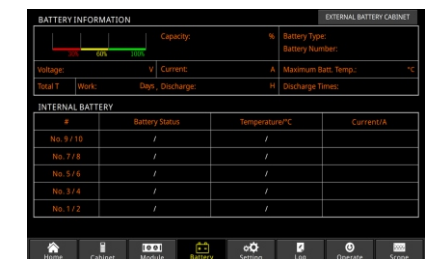 BATTERY INFORMATION
EXTERNAL BATTERY CABINET
Capacity: %
Battery Type:
Battery Number:
30% 60% 100%
Voltage: V Current: A Maximum Batt. Temp.: °C
Total T Work: Days, Discharge: H Discharge Times:
INTERNAL BATTERY
# Battery Status Temperature/°C Current/A
No. 9 / 10 / /
No. 7 / 8 / /
No. 5 / 6 / /
No. 3 / 4 / /
No. 1 / 2 / /
Home Cabinet Module Battery Setting Log Operate Scope